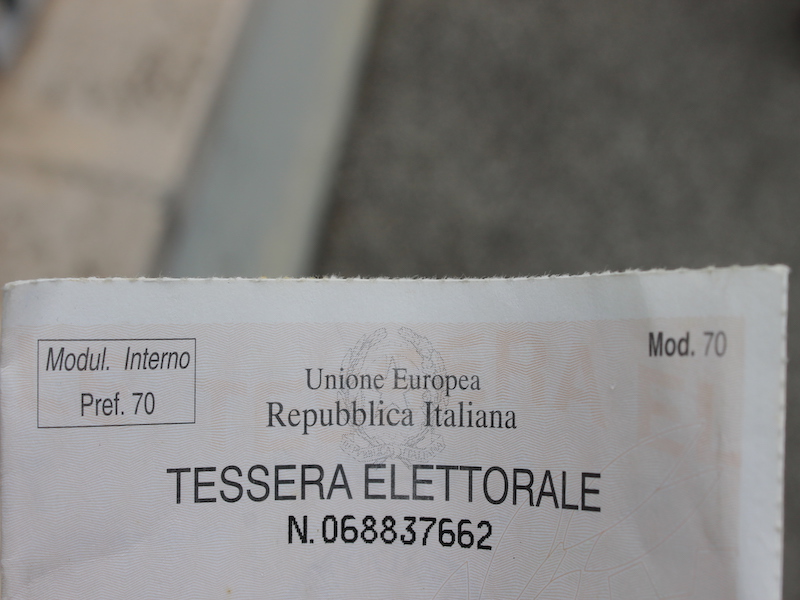 Modul. Interno
Pref. 70
Mod. 70
Unione Europea
Repubblica Italiana
TESSERA ELETTORALE
N. 068837662